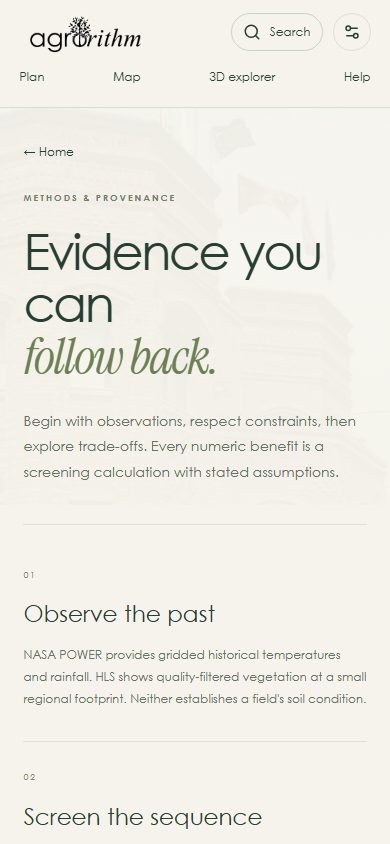 agrorithm
Search
Plan
Map
3D explorer
Help
← Home
METHODS & PROVENANCE
Evidence you
can
follow back.
Begin with observations, respect constraints, then
explore trade-offs. Every numeric benefit is a
screening calculation with stated assumptions.
01
Observe the past
NASA POWER provides gridded historical temperatures
and rainfall. HLS shows quality-filtered vegetation at a small
regional footprint. Neither establishes a field's soil condition.
02
Screen the sequence